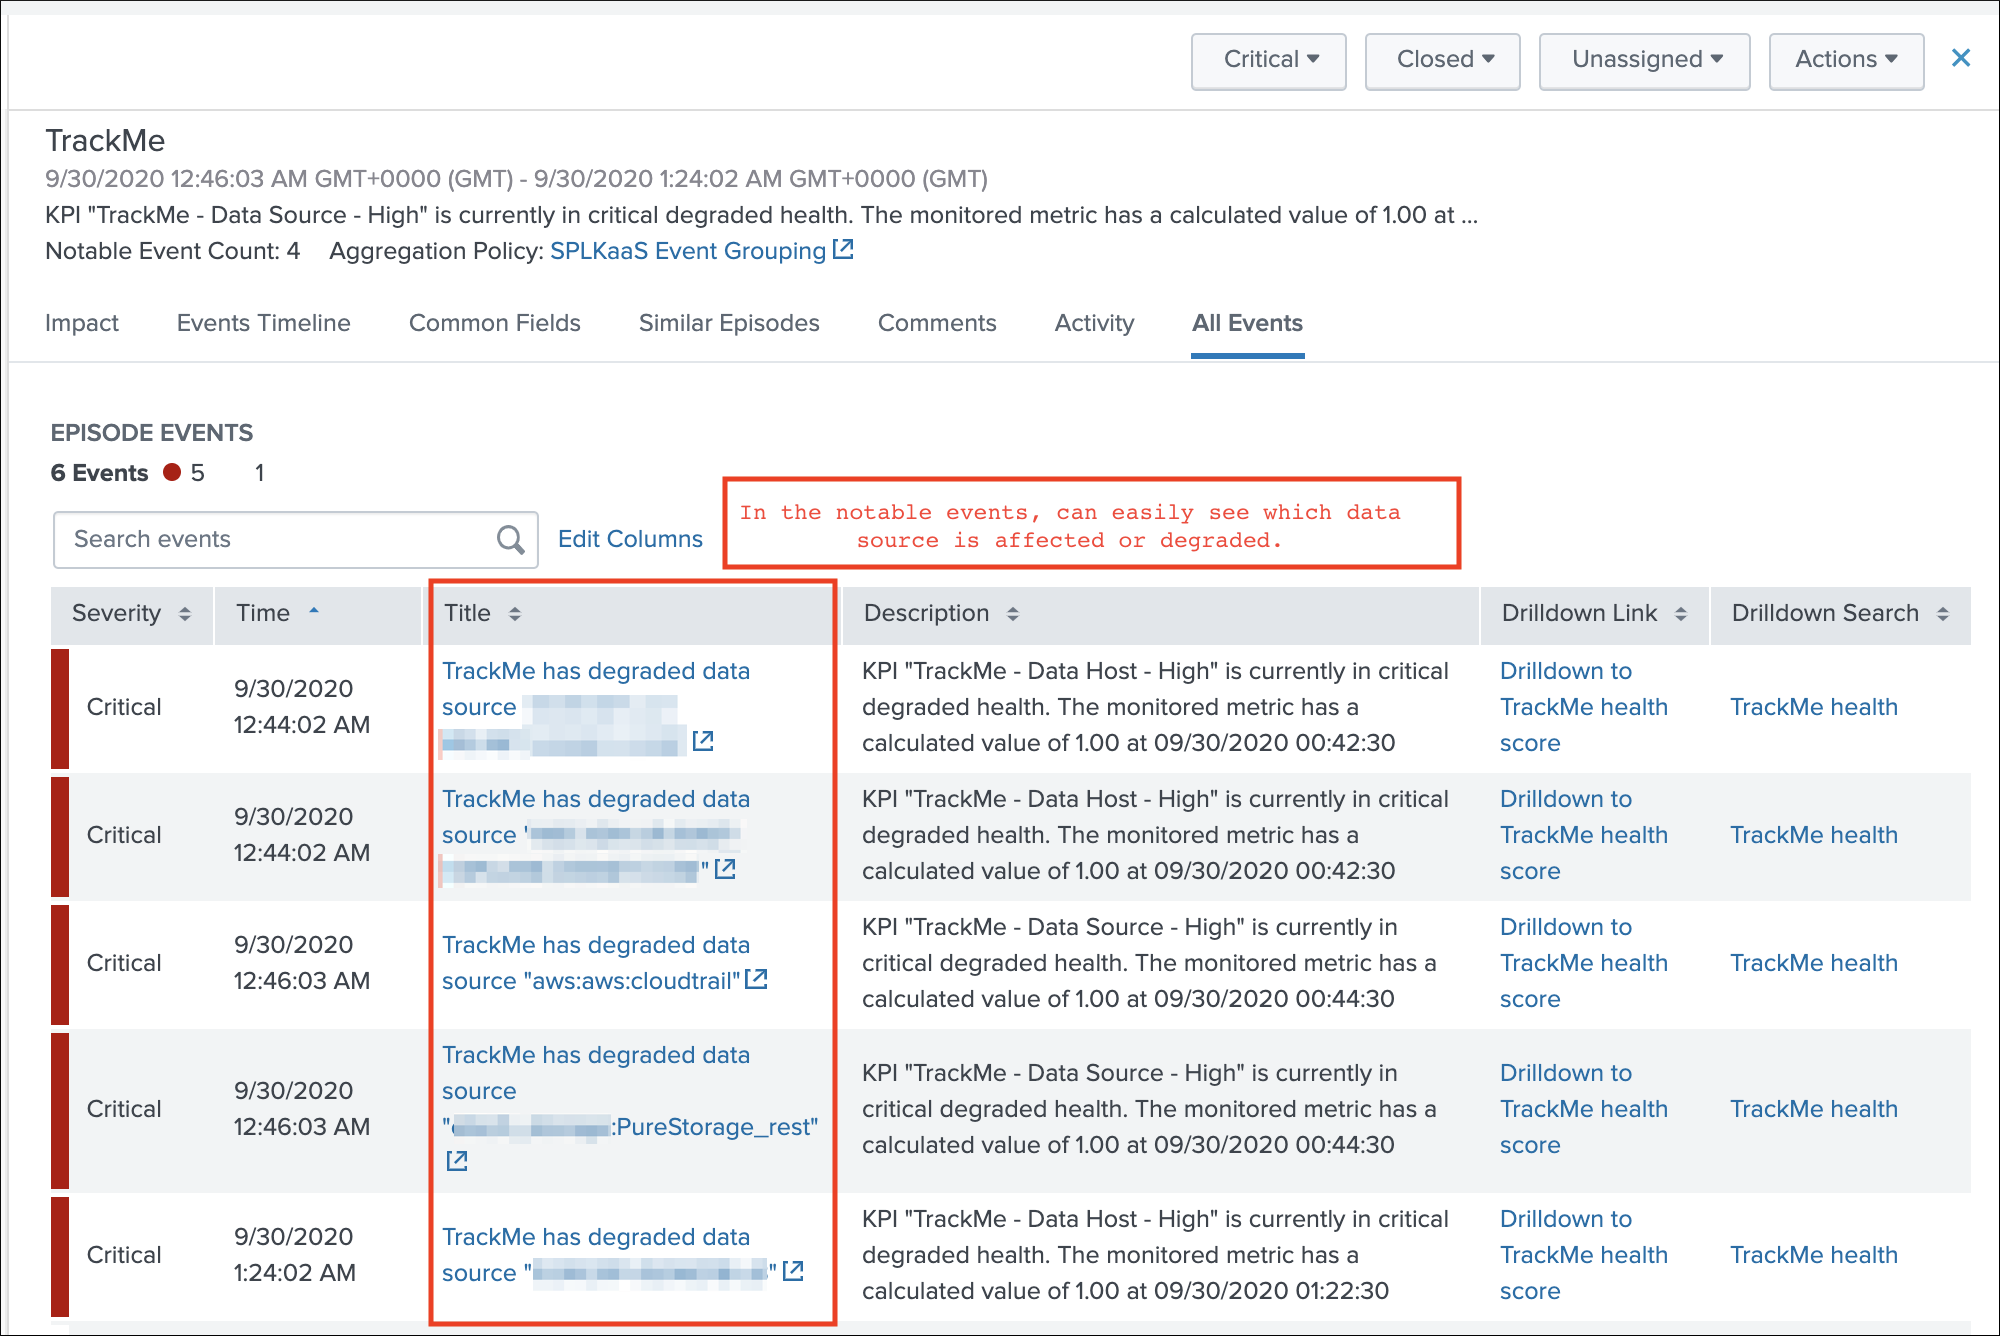 Critical Closed Unassigned Actions
TrackMe
9/30/2020 12:46:03 AM GMT+0000 (GMT) - 9/30/2020 1:24:02 AM GMT+0000 (GMT)
KPI "TrackMe - Data Source - High" is currently in critical degraded health. The monitored metric has a calculated value of 1.00 at ...
Notable Event Count: 4 Aggregation Policy: SPLKaaS Event Grouping
Impact Events Timeline Common Fields Similar Episodes Comments Activity All Events
EPISODE EVENTS
6 Events 5 1
In the notable events, can easily see which data
source is affected or degraded.
Search events Edit Columns
Severity Time Title Description Drilldown Link Drilldown Search
Critical
9/30/2020
12:44:02 AM
TrackMe has degraded data
source
KPI "TrackMe - Data Host - High" is currently in critical
degraded health. The monitored metric has a
calculated value of 1.00 at 09/30/2020 00:42:30
Drilldown to
TrackMe health
score
TrackMe health
Critical
9/30/2020
12:44:02 AM
TrackMe has degraded data
source "
"
KPI "TrackMe - Data Host - High" is currently in critical
degraded health. The monitored metric has a
calculated value of 1.00 at 09/30/2020 00:42:30
Drilldown to
TrackMe health
score
TrackMe health
Critical
9/30/2020
12:46:03 AM
TrackMe has degraded data
source "aws:aws:cloudtrail"
KPI "TrackMe - Data Source - High" is currently in
critical degraded health. The monitored metric has a
calculated value of 1.00 at 09/30/2020 00:44:30
Drilldown to
TrackMe health
score
TrackMe health
Critical
9/30/2020
12:46:03 AM
TrackMe has degraded data
source
" :PureStorage_rest"
KPI "TrackMe - Data Source - High" is currently in
critical degraded health. The monitored metric has a
calculated value of 1.00 at 09/30/2020 00:44:30
Drilldown to
TrackMe health
score
TrackMe health
Critical
9/30/2020
1:24:02 AM
TrackMe has degraded data
source " "
KPI "TrackMe - Data Host - High" is currently in critical
degraded health. The monitored metric has a
calculated value of 1.00 at 09/30/2020 01:22:30
Drilldown to
TrackMe health
score
TrackMe health